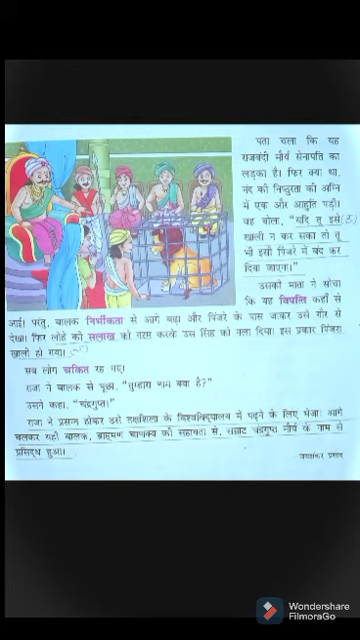 पता चला कि यह
राजबंदी मौर्य सेनापति का
लड़का है। फिर क्या था,
नंद की निष्ठुरता की अग्नि
में एक और आहुति पड़ी।
वह बोला, "यदि तू इसे
खाली न कर सका तो तू
भी इसी पिंजरे में बंद कर
दिया जाएगा।"
उसकी माता ने सोचा
कि यह विपत्ति कहाँ से
आई। परंतु, बालक निर्भीकता से आगे बढ़ा और पिंजरे के पास जाकर उसे गौर से
देखा। फिर लोहे की सलाख को गरम करके उस सिंह को गला दिया। इस प्रकार पिंजरा
खाली हो गया।
सब लोग चकित रह गए।
राजा ने बालक से पूछा, "तुम्हारा नाम क्या है?"
उसने कहा, "चंद्रगुप्त।"
राजा ने प्रसन्न होकर उसे तक्षशिला के विश्वविद्यालय में पढ़ने के लिए भेजा। आगे
चलकर यही बालक, ब्राह्मण चाणक्य की सहायता से, सम्राट चंद्रगुप्त मौर्य के नाम से
प्रसिद्ध हुआ।
जयशंकर प्रसाद
Wondershare
FilmoraGo